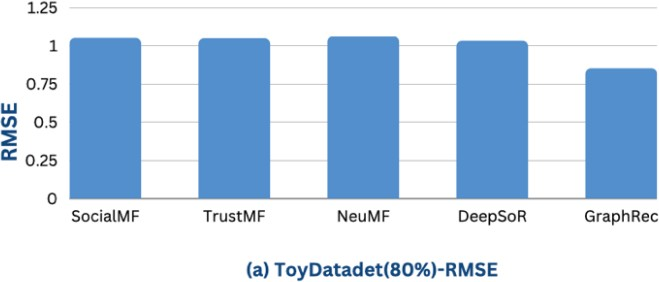 1.25
1
0.75
0.5
0.25
0
RMSE
SocialMF TrustMF NeuMF DeepSoR GraphRec
(a) ToyDatadet(80%)-RMSE